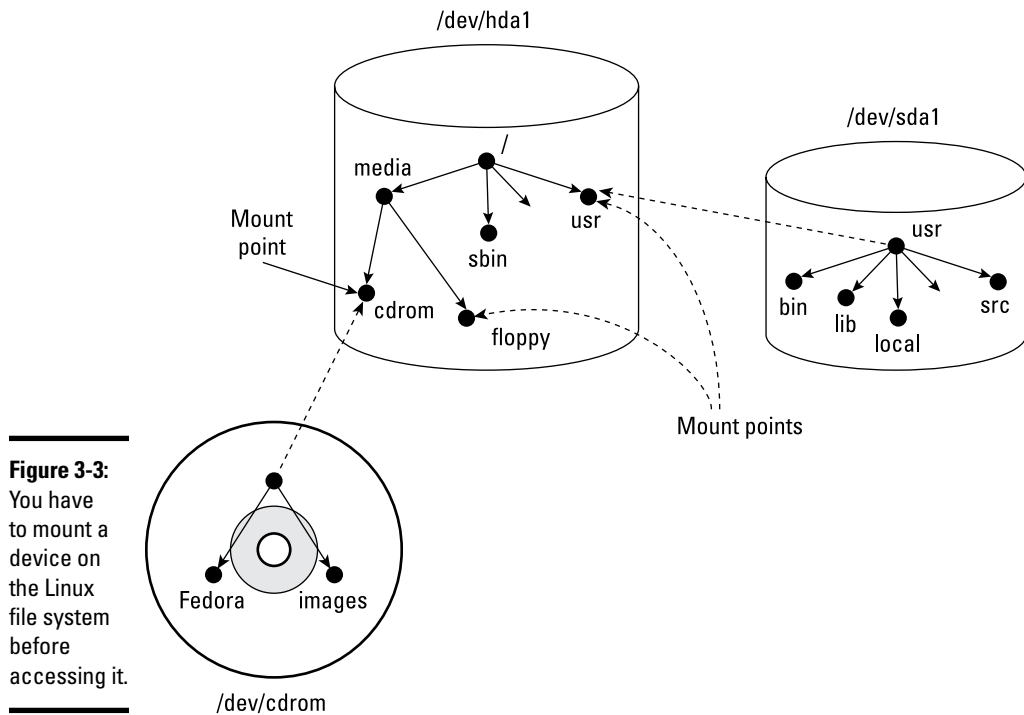 /dev/hda1
/dev/sda1
/
media
usr
sbin
Mount
point
cdrom
floppy
usr
bin
lib
local
src
Mount points
Figure 3-3:
You have
to mount a
device on
the Linux
file system
before
accessing it.
Fedora
images
/dev/cdrom